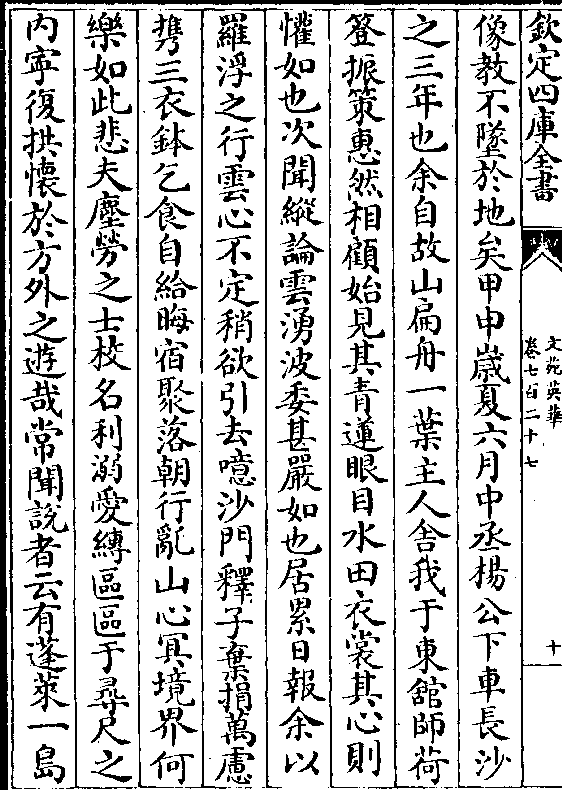 欽定四庫全書
文苑英華
卷七百二十七
十
像教不墜於地矣甲申歲夏六月中丞楊公下車長沙
之三年也余自故山扁舟一葉主人舍我于東舘師荷
簦振策惠然相顧始見其青蓮眼目水田衣裳其心則
懽如也次聞縱論雲湧波委甚嚴如也居累日報余以
羅浮之行雲心不定稍欲引去噫沙門釋子棄捐萬慮
携三衣鉢乞食自給晦宿聚落朝行亂山心冥境界何
樂如此悲夫塵勞之士校名利溺愛縳區區于尋尺之
内寜復拱懷於方外之遊哉常聞說者云有蓬萊一島